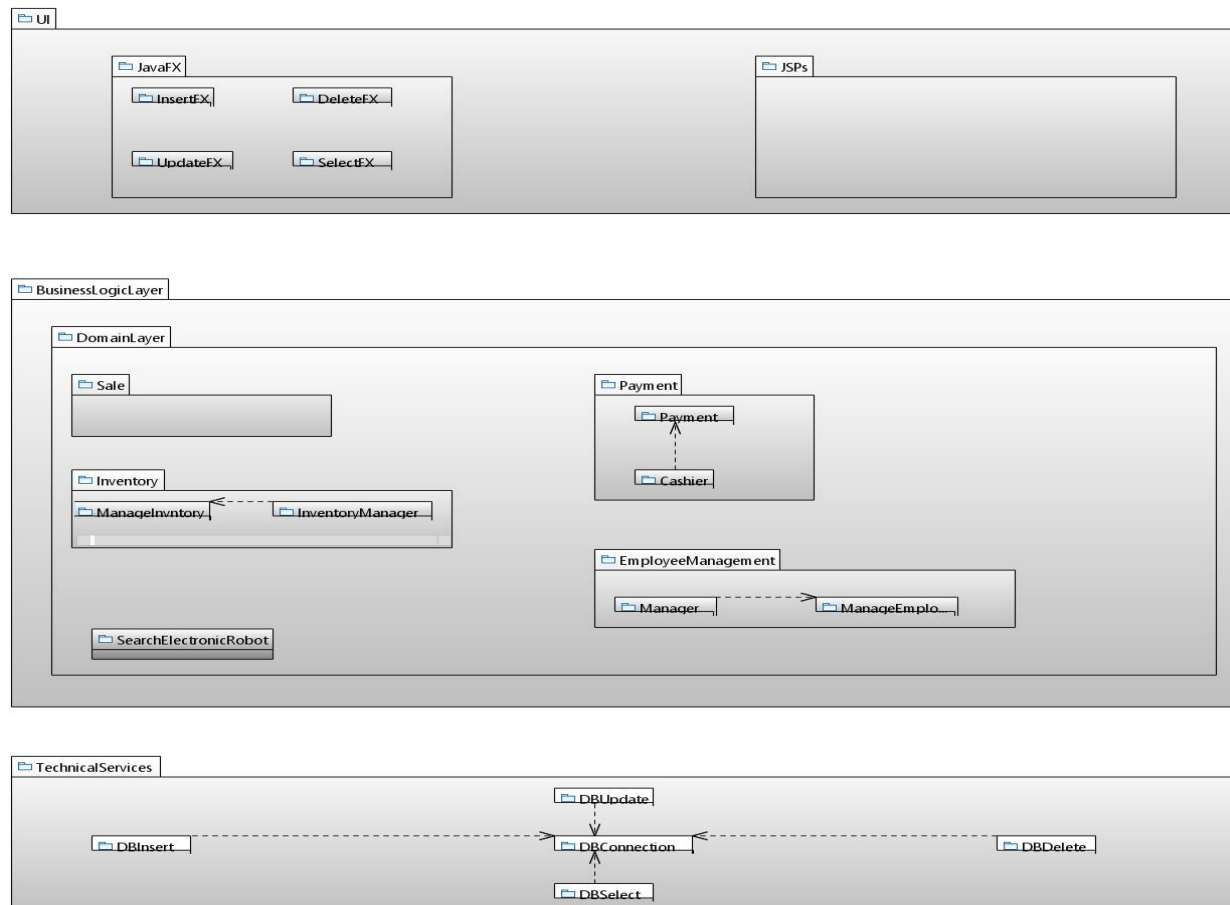 UI
JavaFX
JSPs
InsertFX
DeleteFX
UpdateFX
SelectFX
BusinessLogicLayer
DomainLayer
Sale
Payment
Payment
Cashier
Inventory
ManageInvntory
InventoryManager
EmployeeManagement
Manager
ManageEmplo...
SearchElectronicRobot
TechnicalServices
DBUpdate
DBInsert
DBConnection
DBDelete
DBSelect